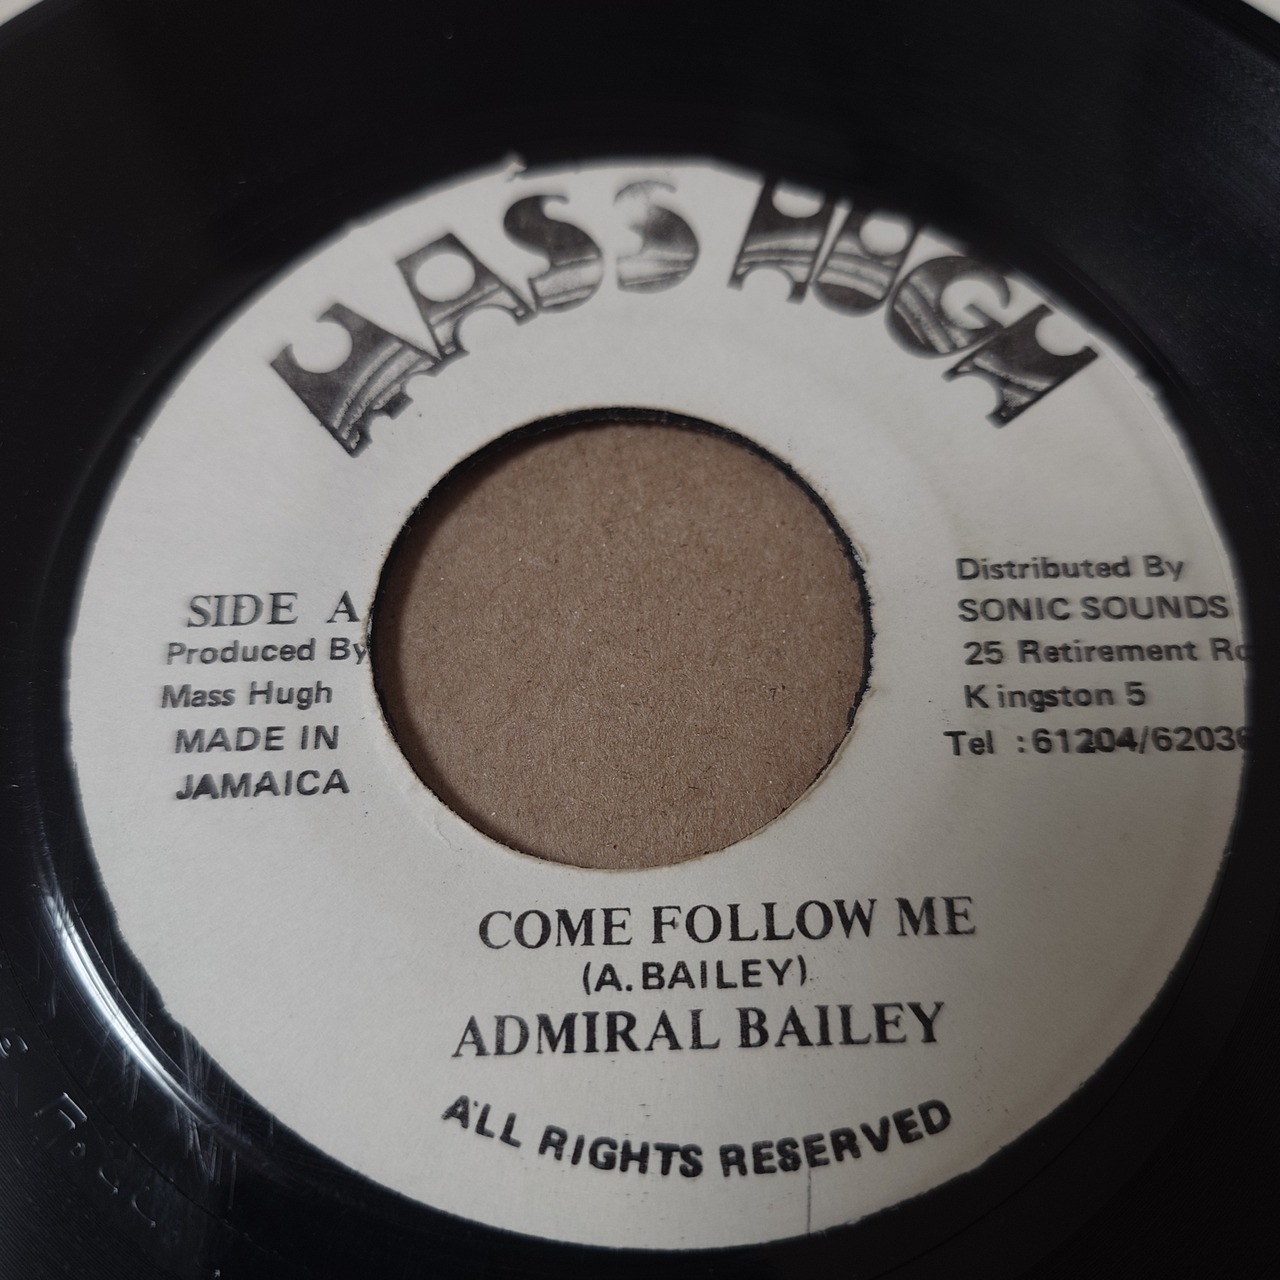 MASS HUGH
SIDE A
Produced By
Mass Hugh
MADE IN
JAMAICA
Distributed By
SONIC SOUNDS
25 Retirement
Kingston 5
Tel :61204/62036
COME FOLLOW ME
(A. BAILEY)
ADMIRAL BAILEY
ALL RIGHTS RESERVED